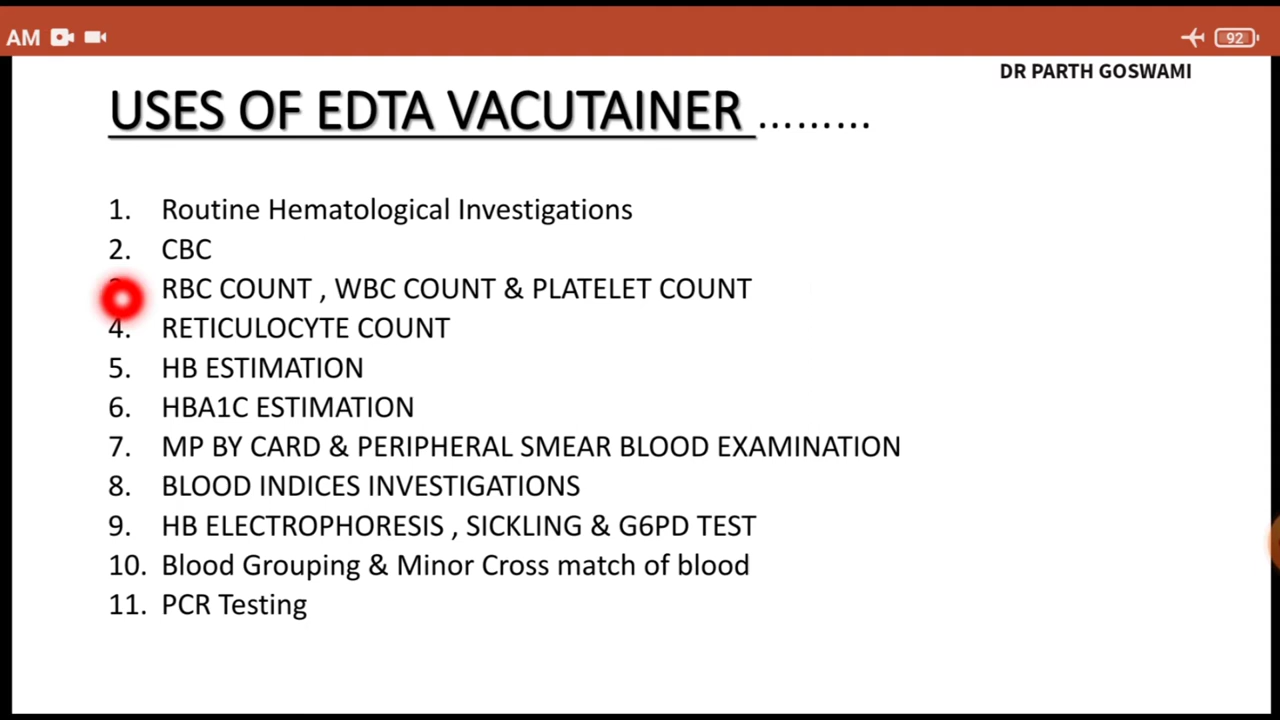 AM
92
DR PARTH GOSWAMI
USES OF EDTA VACUTAINER ………
1. Routine Hematological Investigations
2. CBC
RBC COUNT , WBC COUNT & PLATELET COUNT
4. RETICULOCYTE COUNT
5. HB ESTIMATION
6. HBA1C ESTIMATION
7. MP BY CARD & PERIPHERAL SMEAR BLOOD EXAMINATION
8. BLOOD INDICES INVESTIGATIONS
9. HB ELECTROPHORESIS , SICKLING & G6PD TEST
10. Blood Grouping & Minor Cross match of blood
11. PCR Testing